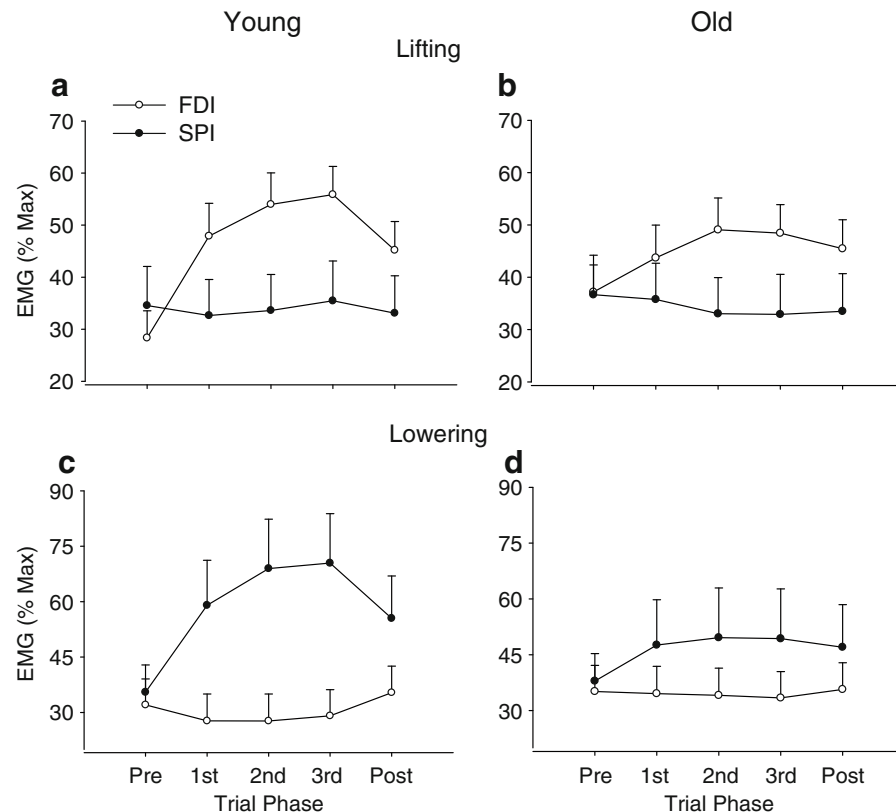 Young Old
Lifting
a b
FDI
SPI
70 70
60 60
50 50
40 40
30 30
20 20
EMG (% Max)
Lowering
c d
90 90
75 75
60 60
45 45
30 30
EMG (% Max)
Pre 1st 2nd 3rd Post Pre 1st 2nd 3rd Post
Trial Phase Trial Phase